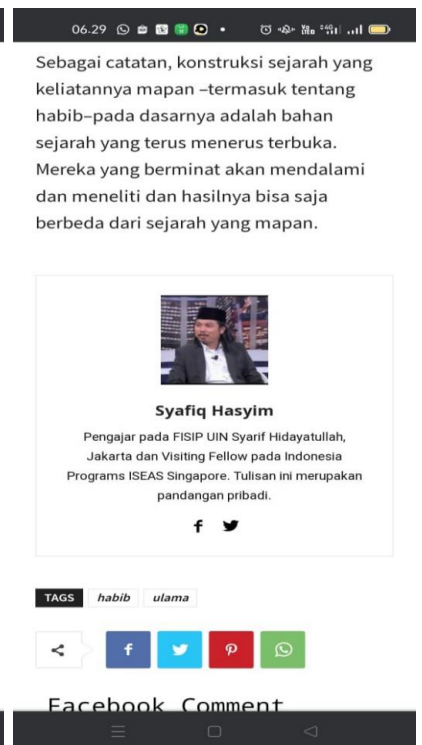 06.29
Sebagai catatan, konstruksi sejarah yang
keliatannya mapan –termasuk tentang
habib–pada dasarnya adalah bahan
sejarah yang terus menerus terbuka.
Mereka yang berminat akan mendalami
dan meneliti dan hasilnya bisa saja
berbeda dari sejarah yang mapan.
Syafiq Hasyim
Pengajar pada FISIP UIN Syarif Hidayatullah,
Jakarta dan Visiting Fellow pada Indonesia
Programs ISEAS Singapore. Tulisan ini merupakan
pandangan pribadi.
TAGS habib ulama
Facebook Comment